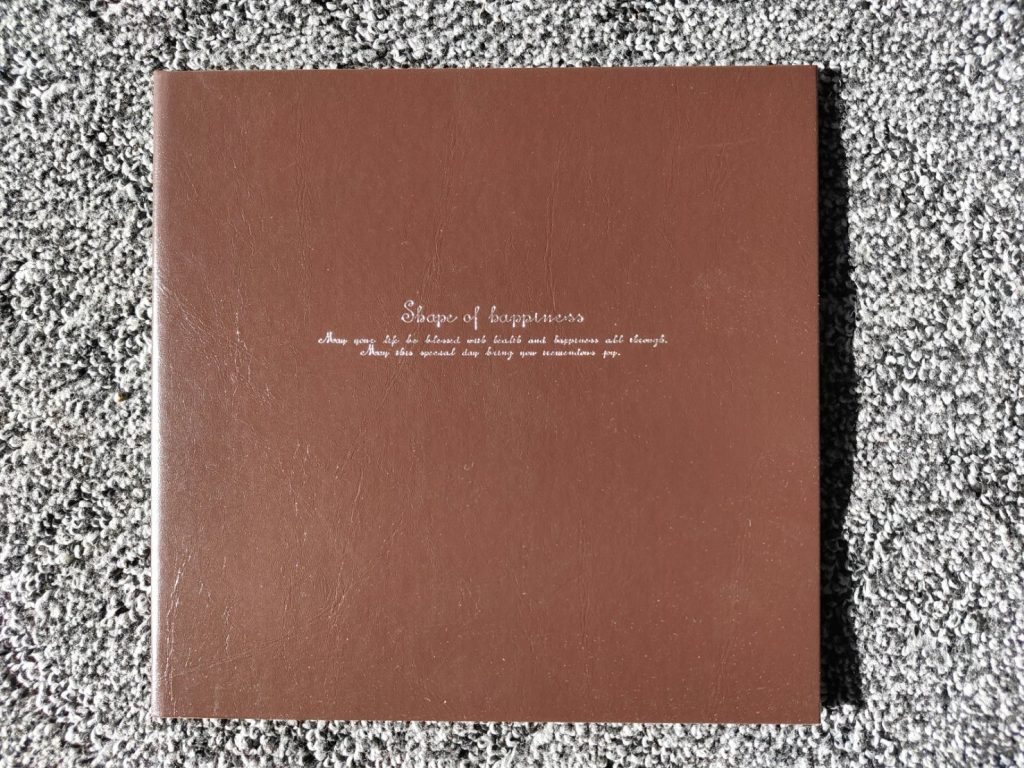 Shape of happiness
May your life be blessed with health and happiness all through.
May this special day bring you tremendous joy.